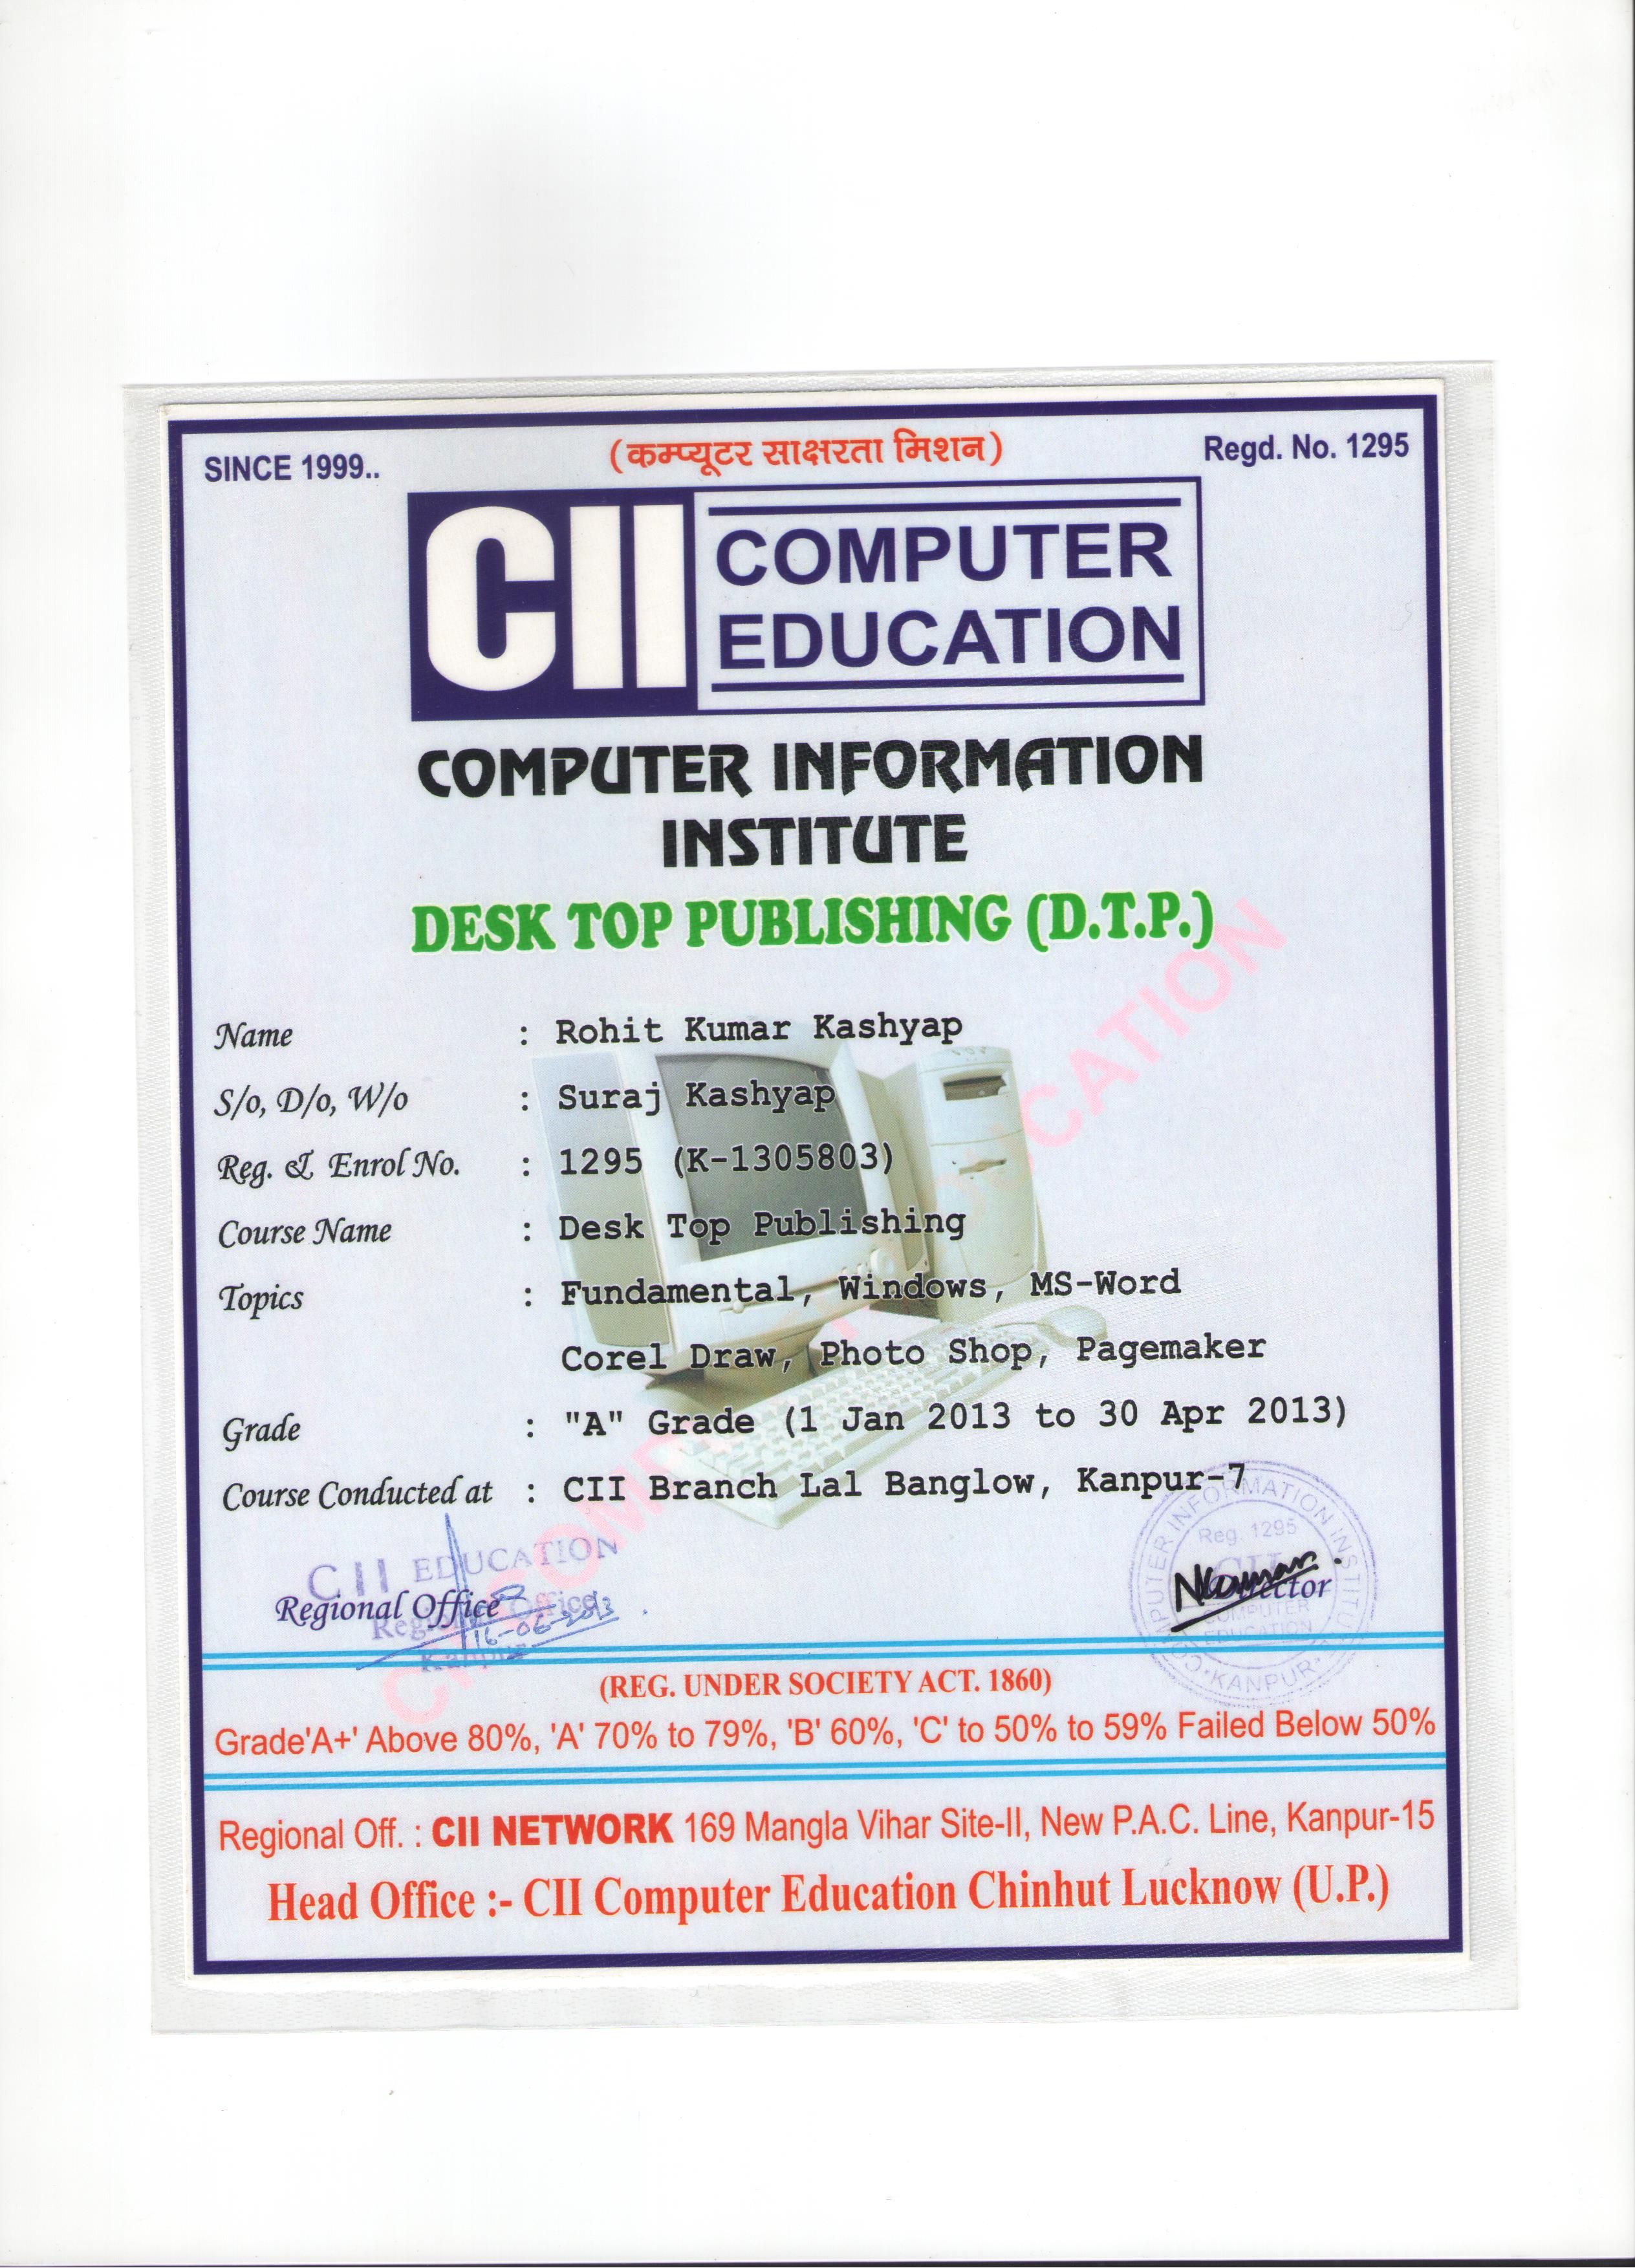 SINCE 1999..
(कम्प्यूटर साक्षरता मिशन)
Regd. No. 1295
CII
COMPUTER
EDUCATION
COMPUTER INFORMATION
INSTITUTE
DESK TOP PUBLISHING (D.T.P.)
Name : Rohit Kumar Kashyap
S/o, D/o, W/o : Suraj Kashyap
Reg. & Enrol No. : 1295 (K-1305803)
Course Name : Desk Top Publishing
Topics : Fundamental, Windows, MS-Word
Corel Draw, Photo Shop, Pagemaker
Grade : "A" Grade (1 Jan 2013 to 30 Apr 2013)
Course Conducted at : CII Branch Lal Banglow, Kanpur-7
CII EDUCATION
Regional Office
Regional Office
16-06-2013
Kanpur
COMPUTER INFORMATION INSTITUTE
Reg. 1295
CII
Director
COMPUTER
EDUCATION
KANPUR
(REG. UNDER SOCIETY ACT. 1860)
Grade'A+' Above 80%, 'A' 70% to 79%, 'B' 60%, 'C' to 50% to 59% Failed Below 50%
Regional Off. : CII NETWORK 169 Mangla Vihar Site-II, New P.A.C. Line, Kanpur-15
Head Office :- CII Computer Education Chinhut Lucknow (U.P.)